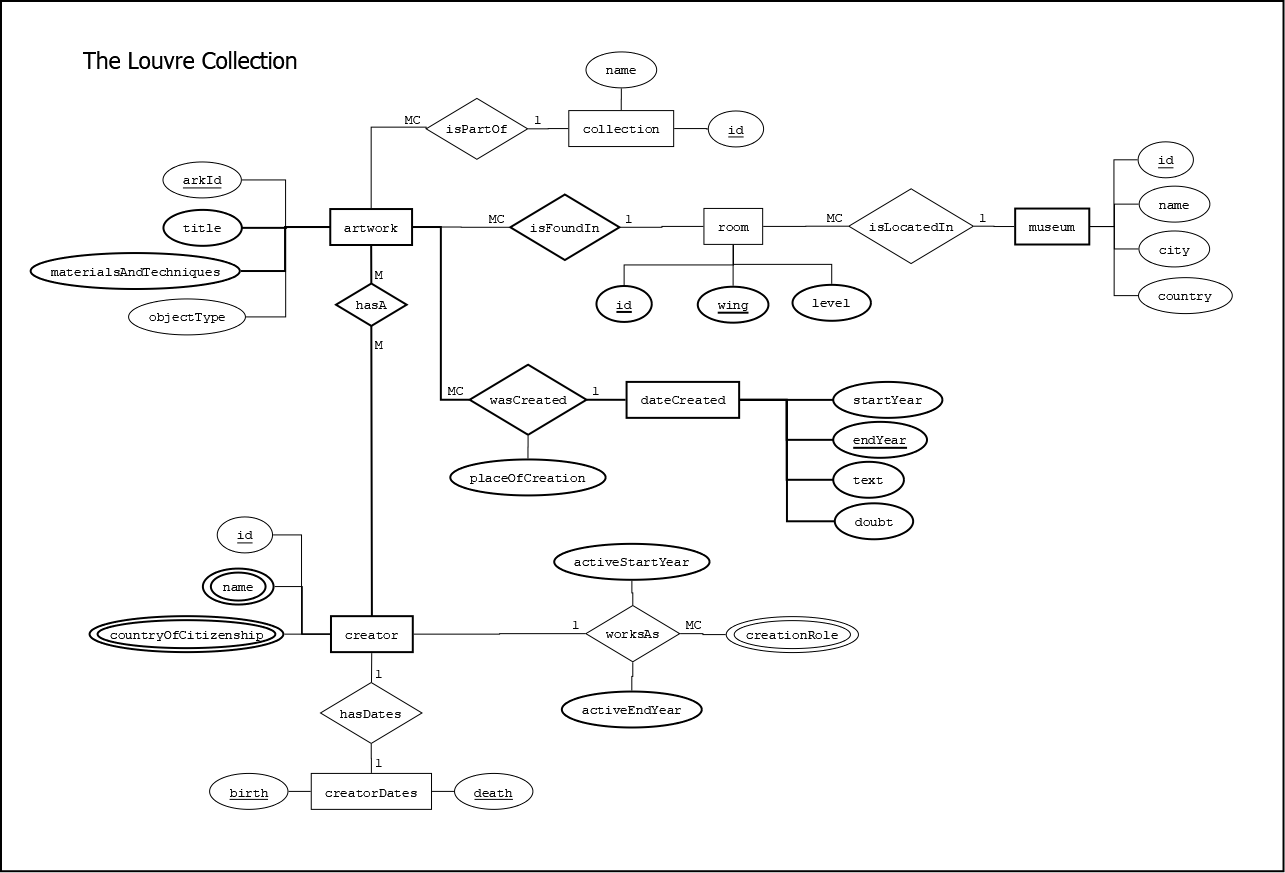 The Louvre Collection
name
MC
isPartOf
1
collection
id
arkId
title
materialsAndTechniques
objectType
artwork
MC
isFoundIn
1
room
MC
isLocatedIn
1
museum
id
name
city
country
id
wing
level
M
hasA
M
MC
wasCreated
1
dateCreated
startYear
endYear
text
doubt
placeOfCreation
id
name
countryOfCitizenship
creator
1
worksAs
MC
creationRole
activeStartYear
activeEndYear
1
hasDates
1
birth
creatorDates
death